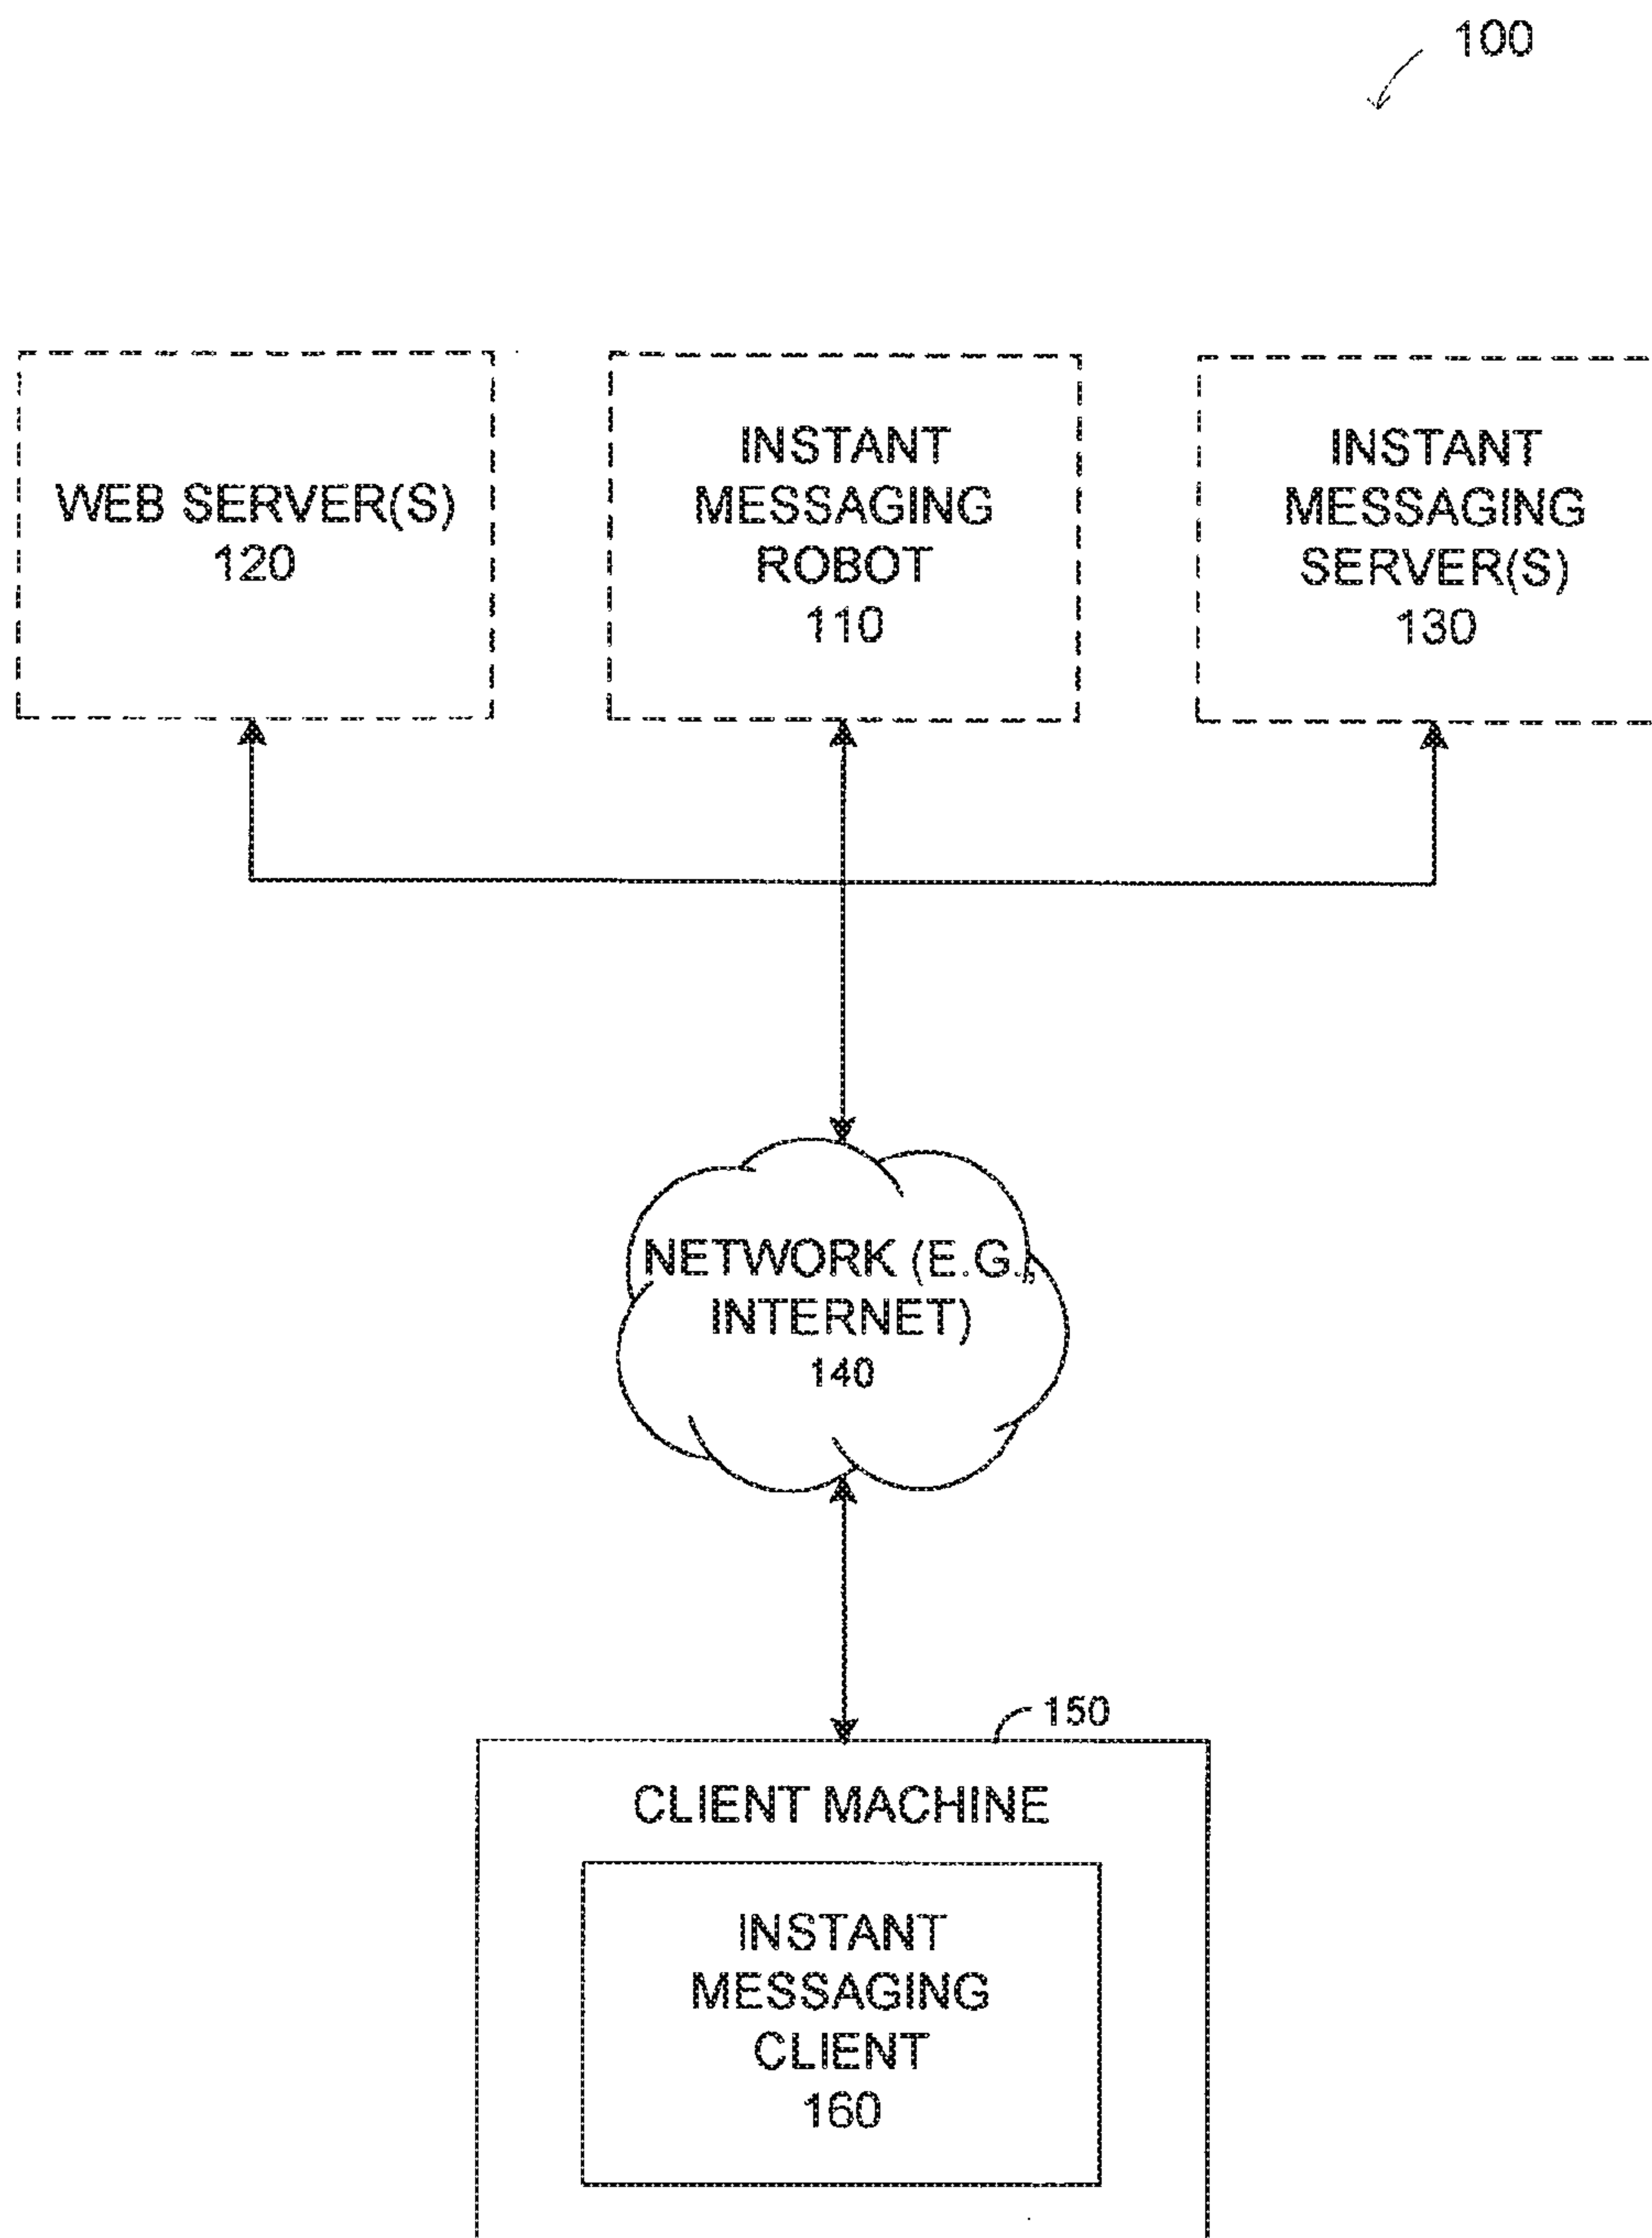 100
WEB SERVER(S)
120
INSTANT
MESSAGING
ROBOT
110
INSTANT
MESSAGING
SERVER(S)
130
NETWORK (E.G.,
INTERNET)
140
150
CLIENT MACHINE
INSTANT
MESSAGING
CLIENT
160